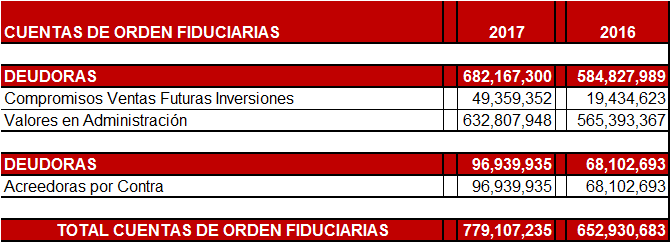 CUENTAS DE ORDEN FIDUCIARIAS 2017 2016
DEUDORAS 682,167,300 584,827,989
Compromisos Ventas Futuras Inversiones 49,359,352 19,434,623
Valores en Administración 632,807,948 565,393,367
DEUDORAS 96,939,935 68,102,693
Acreedoras por Contra 96,939,935 68,102,693
TOTAL CUENTAS DE ORDEN FIDUCIARIAS 779,107,235 652,930,683